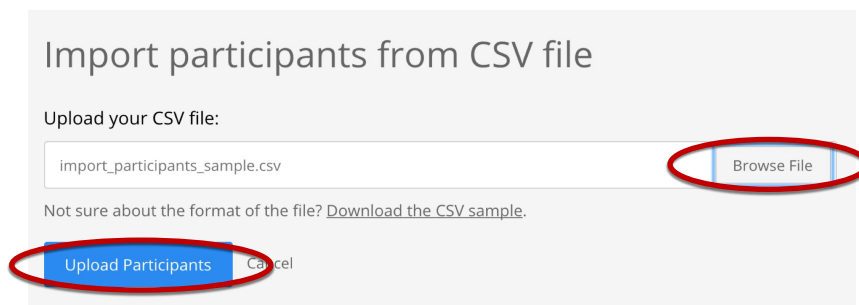 Import participants from CSV file
Upload your CSV file:
import_participants_sample.csv Browse File
Not sure about the format of the file? Download the CSV sample.
Upload Participants Cancel